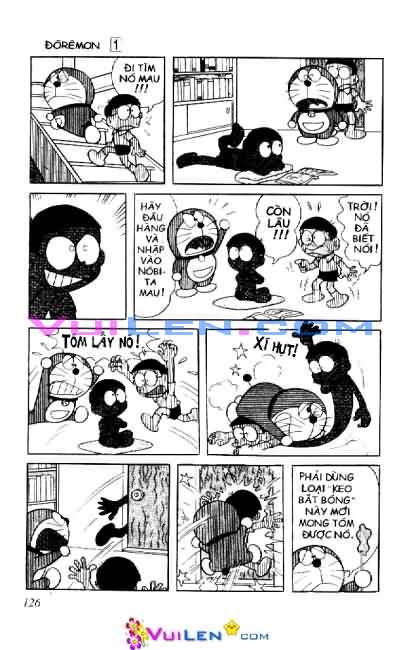 ĐÔRÊMON 1
ĐI TÌM
NÓ MAU
!!!
HÃY
ĐẦU
HÀNG
VÀ
NHẬP
VÀO
NÔBI-
TA
MAU!
CÒN
LÂU
!!!
TRỜI!
NÓ
ĐÃ
BIẾT
NÓI!
VUILEN.COM
TÓM LẤY NÓ!
XÍ HỤT!
PHẢI DÙNG
LOẠI "KEO
BẮT BÓNG"
NÀY MỚI
MONG TÓM
ĐƯỢC NÓ.
126
VUILEN.COM